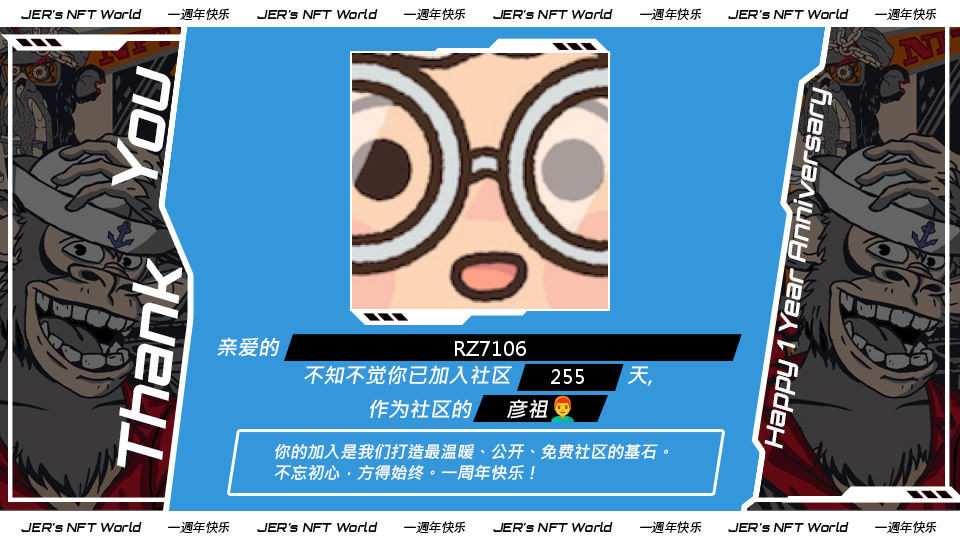 JER's NFT World 一週年快乐 JER's NFT World 一週年快乐 JER's NFT World 一週年快乐 JER's NFT World 一週年快乐
Thank You
亲爱的 RZ7106
不知不觉你已加入社区 255 天,
作为社区的 彦祖👨‍🦰
你的加入是我们打造最温暖、公开、免费社区的基石。
不忘初心，方得始终。一周年快乐！
Happy 1 Year Anniversary
JER's NFT World 一週年快乐 JER's NFT World 一週年快乐 JER's NFT World 一週年快乐 JER's NFT World 一週年快乐